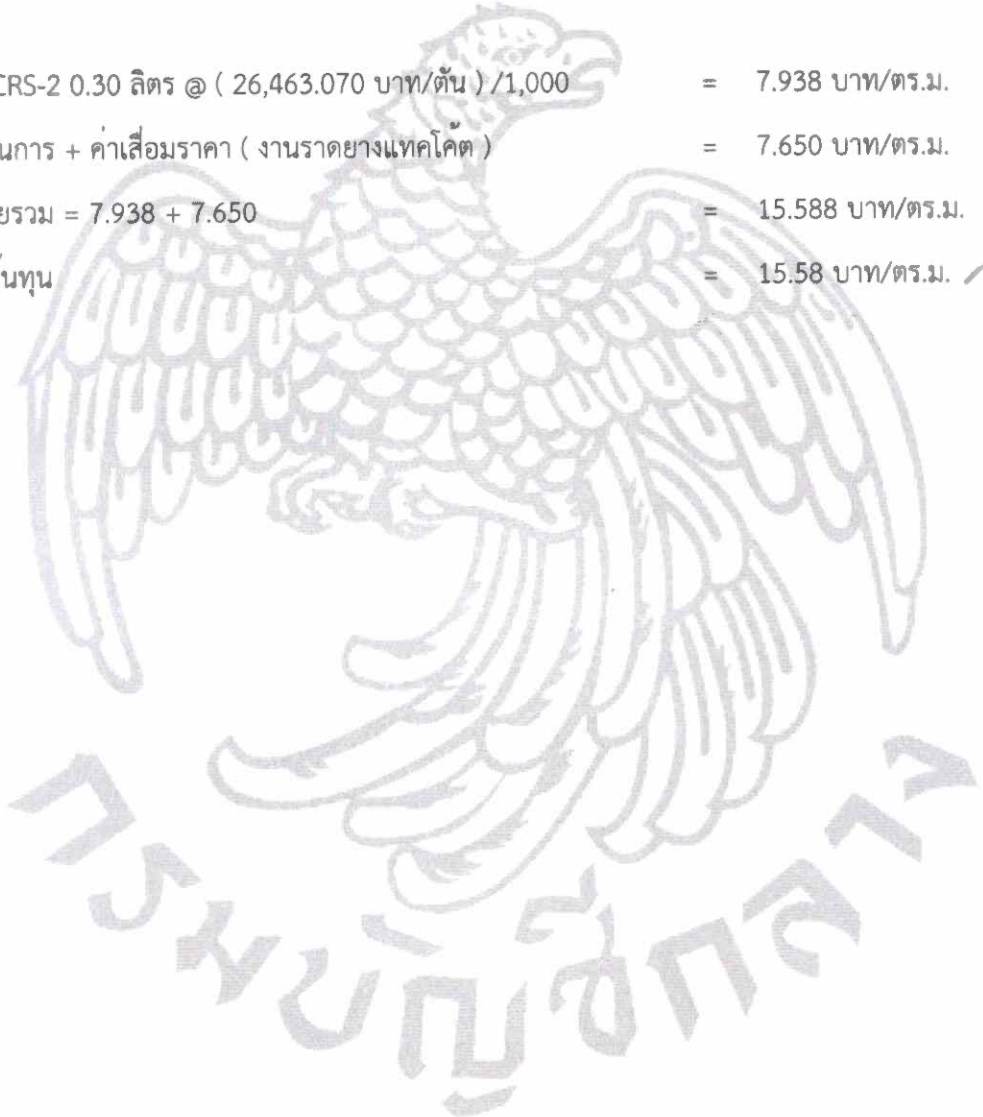 CRS-2 0.30 ลิตร @ ( 26,463.070 บาท/ตัน ) /1,000 = 7.938 บาท/ตร.ม.
นการ + ค่าเสื่อมราคา ( งานราดยางแทคโค้ต ) = 7.650 บาท/ตร.ม.
ยรวม = 7.938 + 7.650 = 15.588 บาท/ตร.ม.
้นทุน = 15.58 บาท/ตร.ม.
กรมบัญชีกลาง